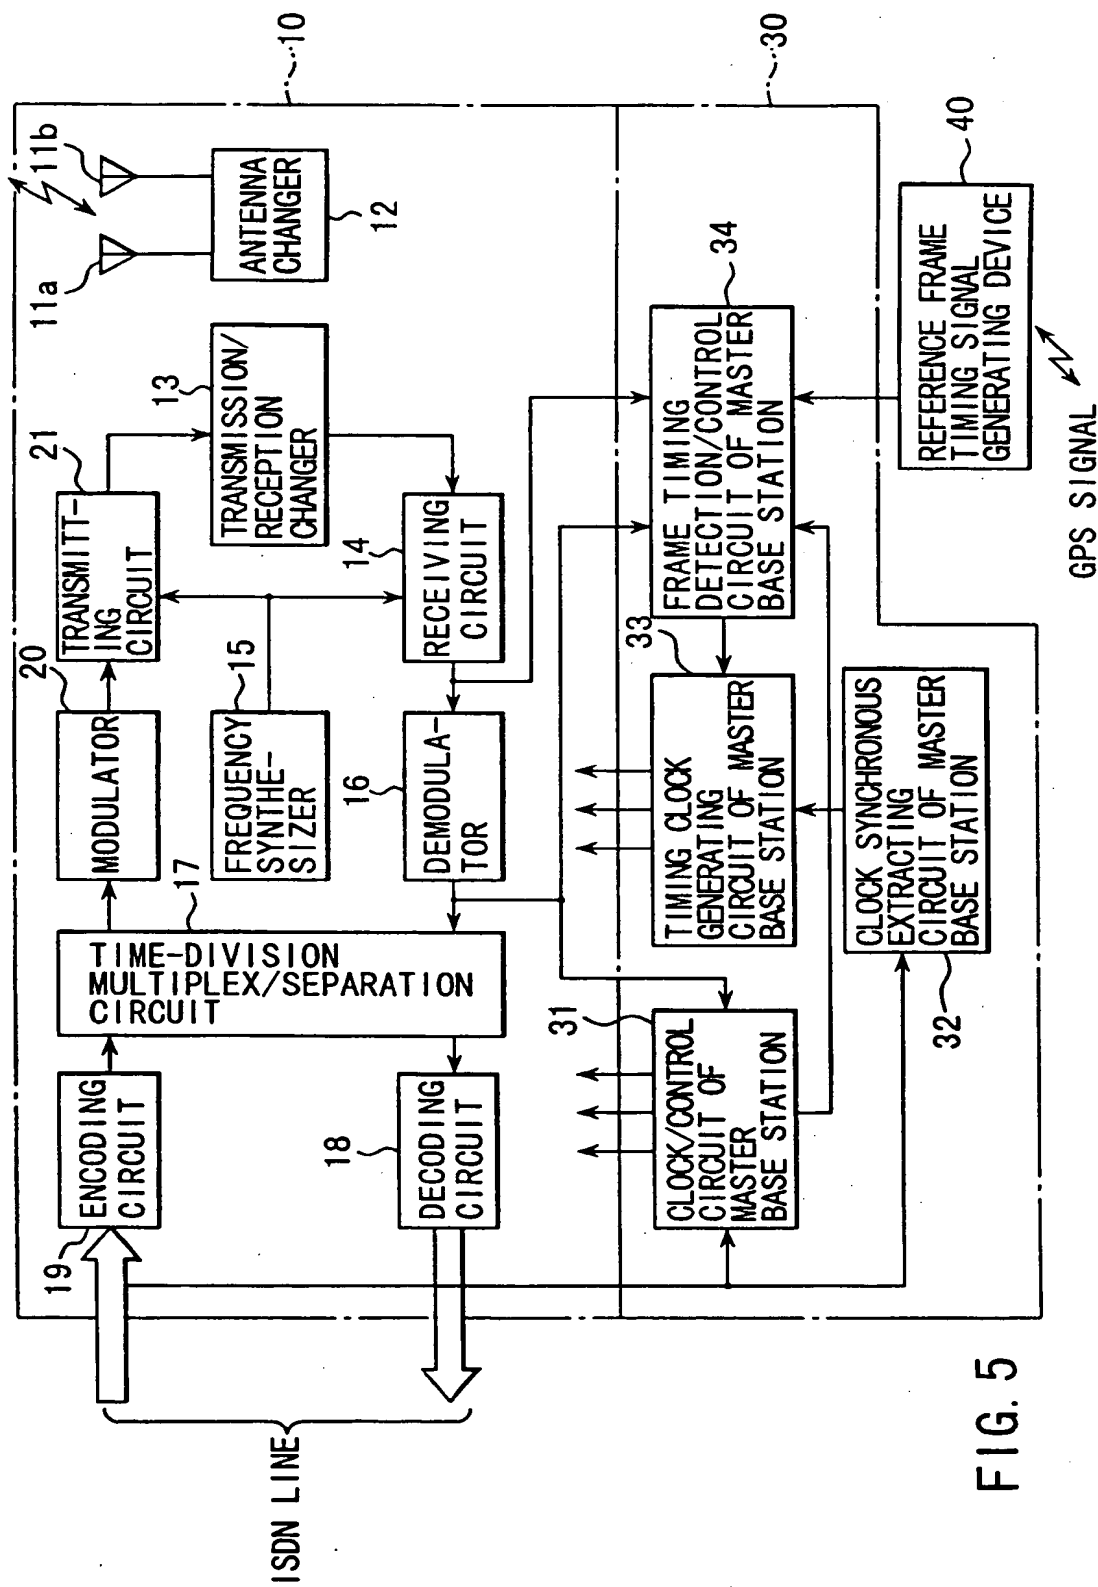 10
30
11b
11a
ANTENNA
CHANGER
12
TRANSMISSION/
RECEPTION
CHANGER
13
TRANSMITT-
ING
CIRCUIT
21
RECEIVING
CIRCUIT
14
MODULATOR
20
FREQUENCY
SYNTHE-
SIZER
15
DEMODULA-
TOR
16
TIME-DIVISION
MULTIPLEX/SEPARATION
CIRCUIT
17
ENCODING
CIRCUIT
19
DECODING
CIRCUIT
18
ISDN LINE
FRAME TIMING
DETECTION/CONTROL
CIRCUIT OF MASTER
BASE STATION
34
TIMING CLOCK
GENERATING
CIRCUIT OF MASTER
BASE STATION
33
CLOCK/CONTROL
CIRCUIT OF
MASTER
BASE STATION
31
CLOCK SYNCHRONOUS
EXTRACTING
CIRCUIT OF MASTER
BASE STATION
32
REFERENCE FRAME
TIMING SIGNAL
GENERATING DEVICE
40
GPS SIGNAL
FIG. 5